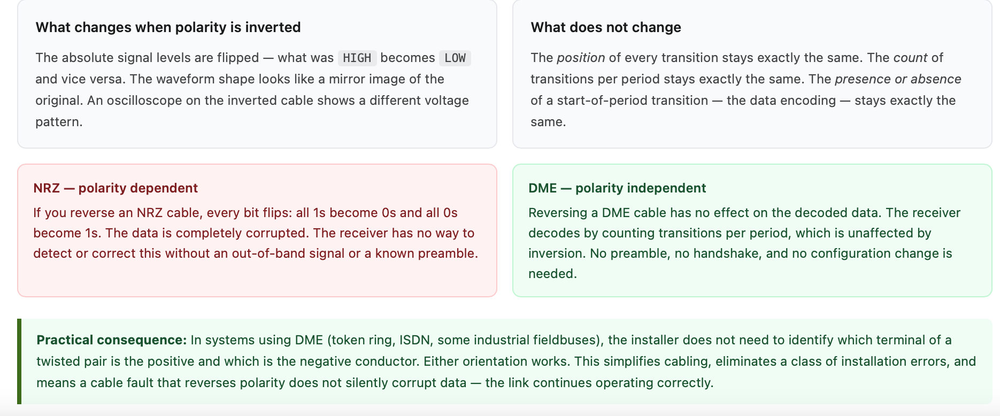 What changes when polarity is inverted
The absolute signal levels are flipped — what was HIGH becomes LOW
and vice versa. The waveform shape looks like a mirror image of the
original. An oscilloscope on the inverted cable shows a different voltage
pattern.
What does not change
The position of every transition stays exactly the same. The count of
transitions per period stays exactly the same. The presence or absence
of a start-of-period transition — the data encoding — stays exactly the
same.
NRZ — polarity dependent
If you reverse an NRZ cable, every bit flips: all 1s become 0s and all 0s
become 1s. The data is completely corrupted. The receiver has no way to
detect or correct this without an out-of-band signal or a known preamble.
DME — polarity independent
Reversing a DME cable has no effect on the decoded data. The receiver
decodes by counting transitions per period, which is unaffected by
inversion. No preamble, no handshake, and no configuration change is
needed.
Practical consequence: In systems using DME (token ring, ISDN, some industrial fieldbuses), the installer does not need to identify which terminal of a
twisted pair is the positive and which is the negative conductor. Either orientation works. This simplifies cabling, eliminates a class of installation errors, and
means a cable fault that reverses polarity does not silently corrupt data — the link continues operating correctly.